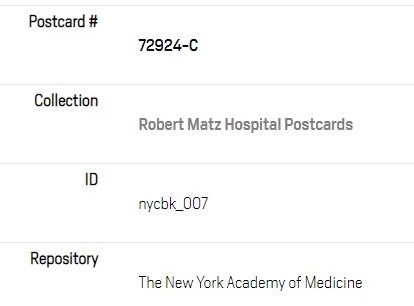 Postcard #
72924-C
Collection
Robert Matz Hospital Postcards
ID
nycbk_007
Repository
The New York Academy of Medicine